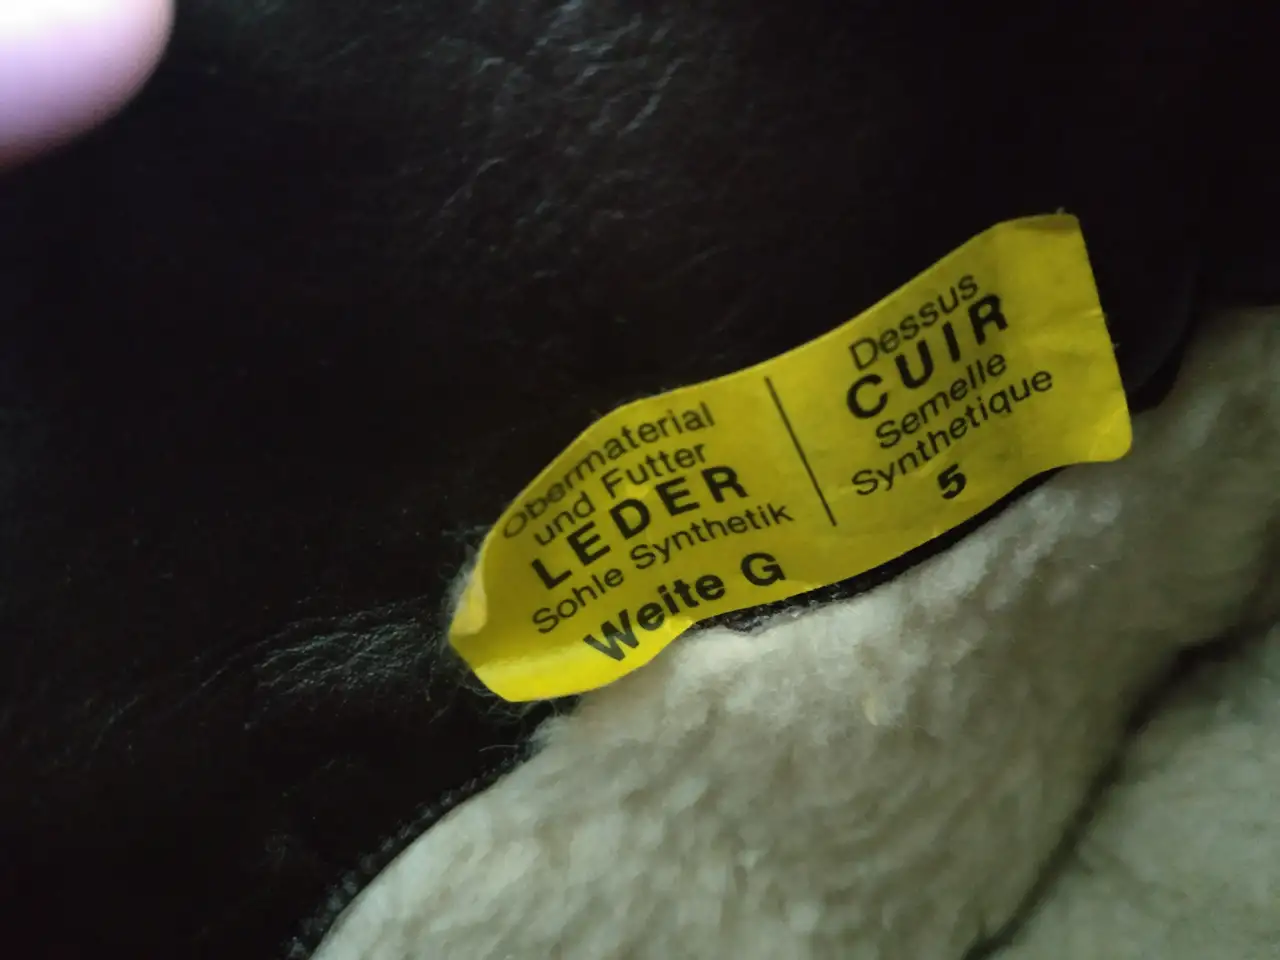 Obermaterial
und Futter
LEDER
Sohle Synthetik
Weite G
Dessus
CUIR
Semelle
Synthetique
5